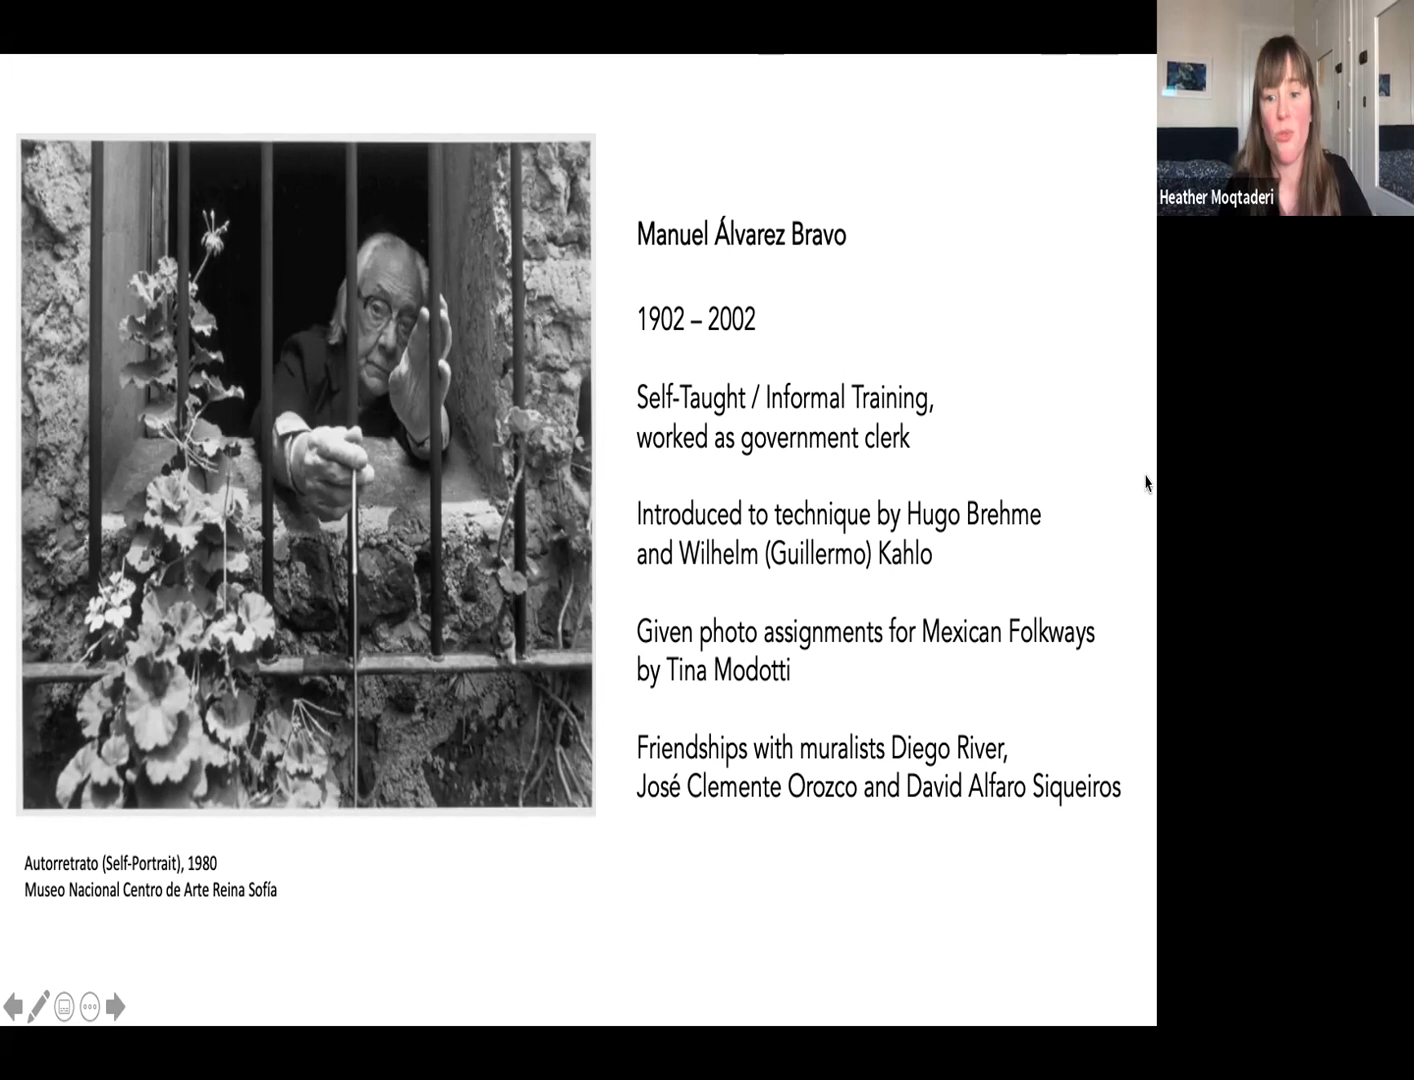 Manuel Álvarez Bravo
1902 – 2002
Self-Taught / Informal Training,
worked as government clerk
Introduced to technique by Hugo Brehme
and Wilhelm (Guillermo) Kahlo
Given photo assignments for Mexican Folkways
by Tina Modotti
Friendships with muralists Diego River,
José Clemente Orozco and David Alfaro Siqueiros
Autorretrato (Self-Portrait), 1980
Museo Nacional Centro de Arte Reina Sofía
Heather Moqtaderi